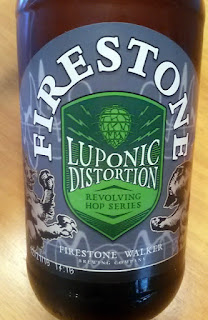 FIRESTONE
LUPONIC
DISTORTION
REVOLVING
HOP SERIES
FIRESTONE WALKER
BREWING COMPANY